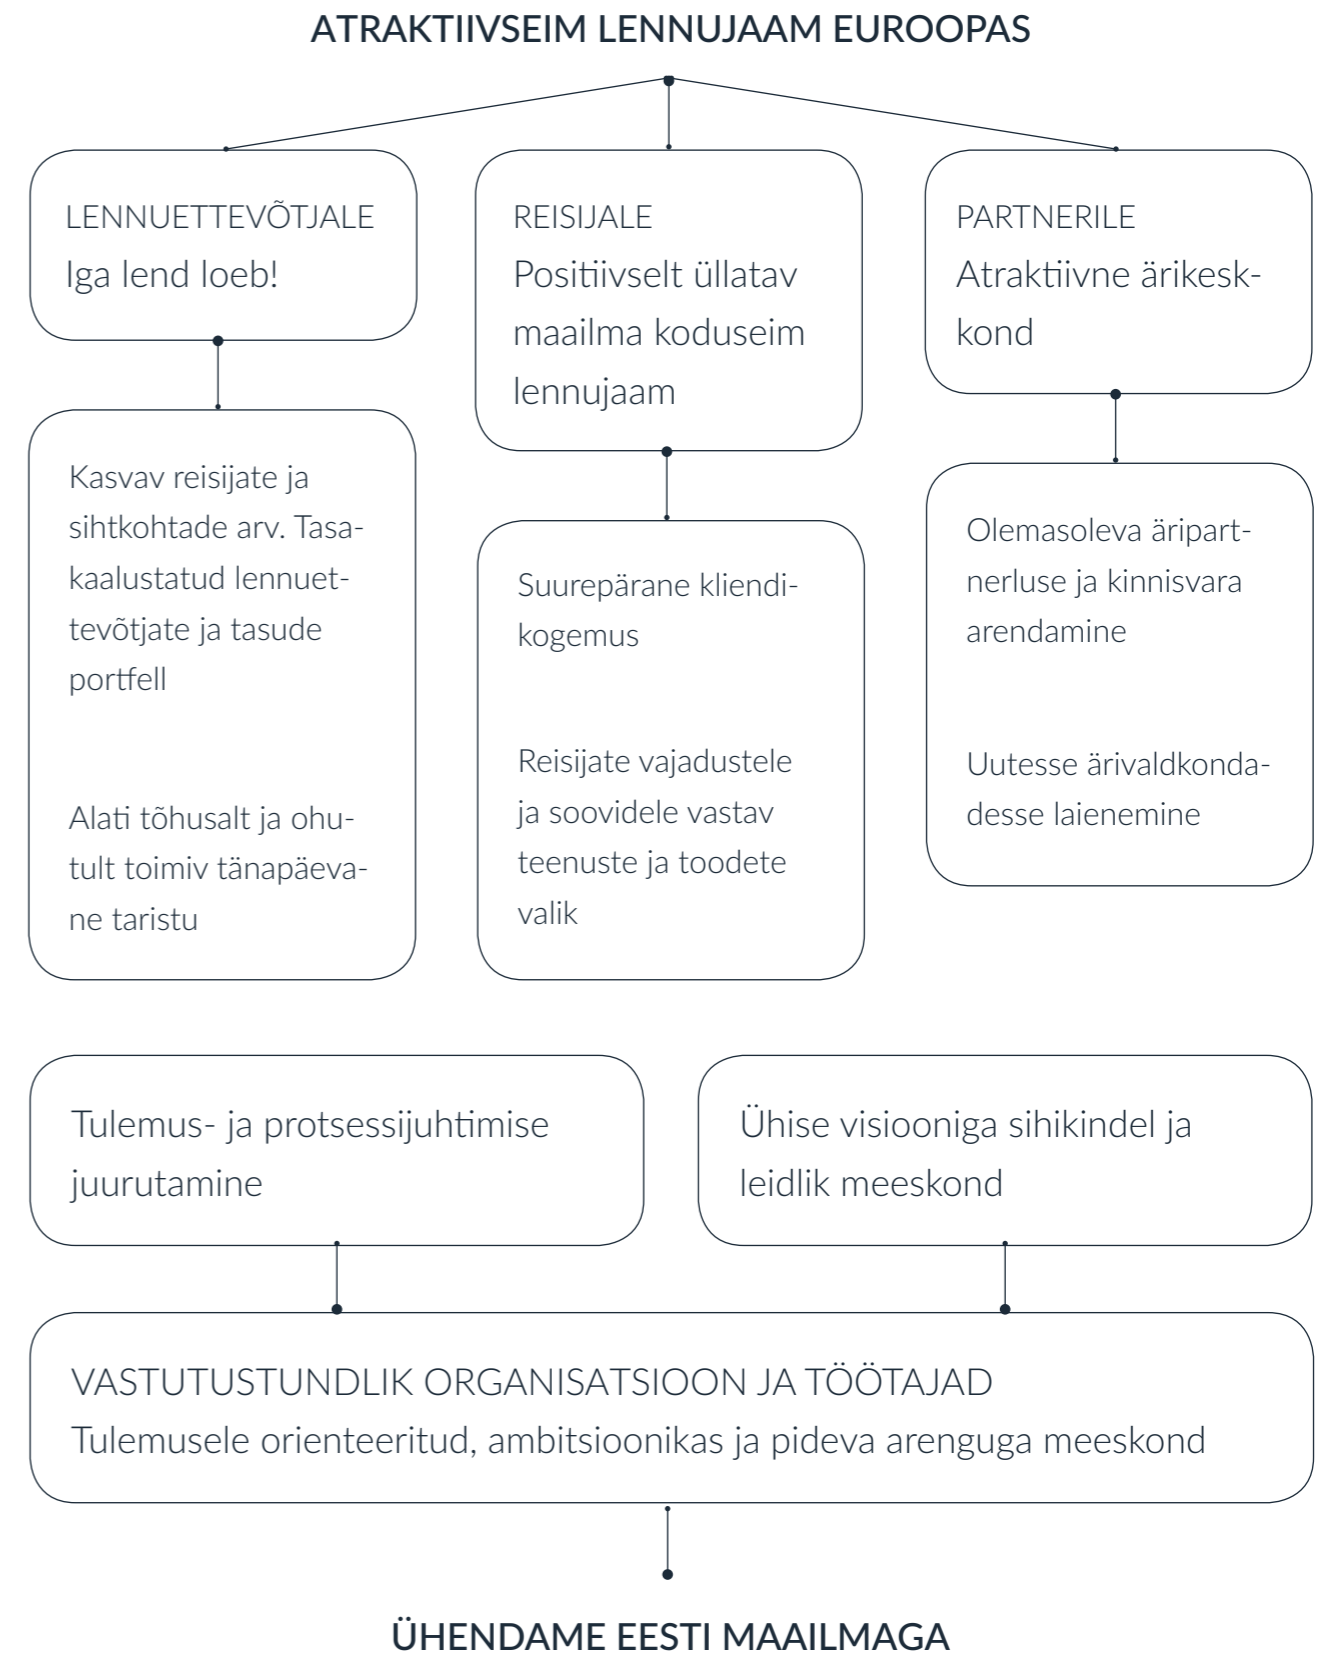 ATRAKTIIVSEIM LENNUJAAM EUROOPAS
LENNUETTEVÕTJALE
Iga lend loeb!
Kasvav reisijate ja
sihtkohtade arv. Tasa-
kaalustatud lennuet-
tevõtjate ja tasude
portfell
Alati tõhusalt ja ohu-
tult toimiv tänapäeva-
ne taristu
REISIJALE
Positiivselt üllatav
maailma koduseim
lennujaam
Suurepärane kliendi-
kogemus
Reisijate vajadustele
ja soovidele vastav
teenuste ja toodete
valik
PARTNERILE
Atraktiivne ärikesk-
kond
Olemasoleva äripart-
nerluse ja kinnisvara
arendamine
Uutesse ärivaldkonda-
desse laienemine
Tulemus- ja protsessijuhtimise
juurutamine
Ühise visiooniga sihikindel ja
leidlik meeskond
VASTUTUSTUNDLIK ORGANISATSIOON JA TÖÖTAJAD
Tulemusele orienteeritud, ambitsioonikas ja pideva arenguga meeskond
ÜHENDAME EESTI MAAILMAGA